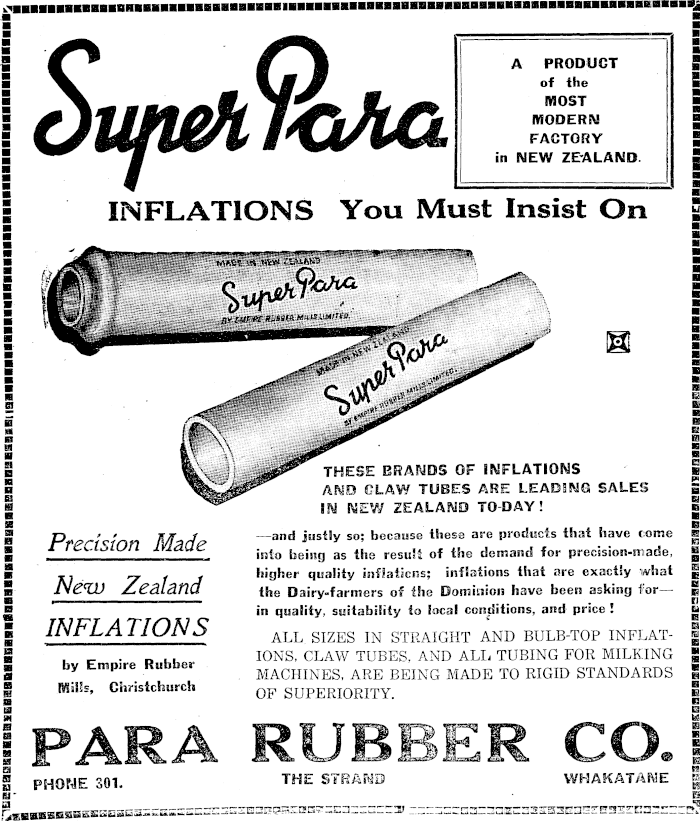 Super Para
A PRODUCT
of the
MOST
MODERN
FACTORY
in NEW ZEALAND.
INFLATIONS You Must Insist On
MADE IN NEW ZEALAND
Super Para
BY EMPIRE RUBBER MILLS LIMITED.
MADE IN NEW ZEALAND
Super Para
BY EMPIRE RUBBER MILLS LIMITED.
THESE BRANDS OF INFLATIONS
AND CLAW TUBES ARE LEADING SALES
IN NEW ZEALAND TO-DAY!
Precision Made
New Zealand
INFLATIONS
by Empire Rubber
Mills, Christchurch
—and justly so; because these are products that have come
into being as the result of the demand for precision-made,
higher quality inflations; inflations that are exactly what
the Dairy-farmers of the Dominion have been asking for—
in quality, suitability to local conditions, and price!
ALL SIZES IN STRAIGHT AND BULB-TOP INFLAT-
IONS, CLAW TUBES, AND ALL TUBING FOR MILKING
MACHINES, ARE BEING MADE TO RIGID STANDARDS
OF SUPERIORITY.
PARA RUBBER CO.
PHONE 301. THE STRAND WHAKATANE